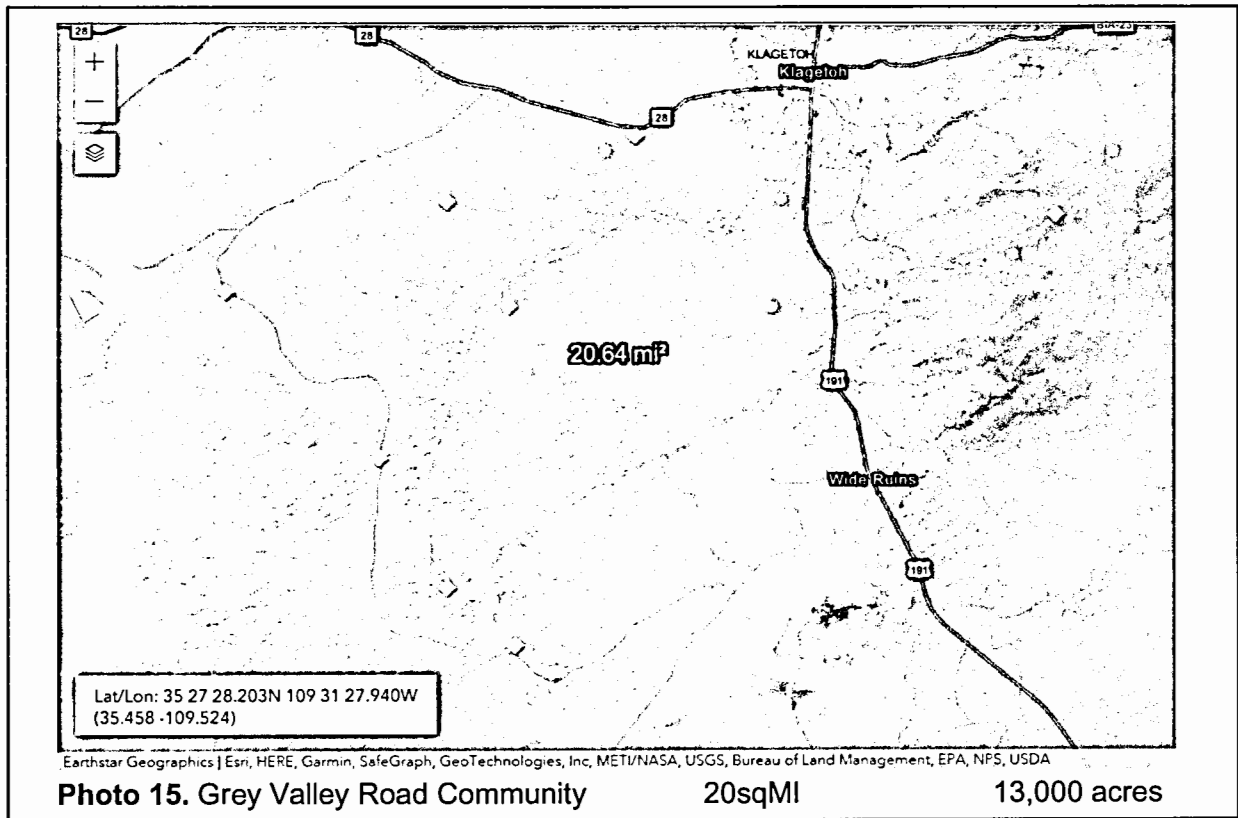 28
28
BIA-23
+
KLAGETOH
Klagetoh
−
28
20.64 mi²
191
Wide Ruins
191
Lat/Lon: 35 27 28.203N 109 31 27.940W
(35.458 -109.524)
Earthstar Geographics | Esri, HERE, Garmin, SafeGraph, GeoTechnologies, Inc, METI/NASA, USGS, Bureau of Land Management, EPA, NPS, USDA
Photo 15. Grey Valley Road Community 20sqMI 13,000 acres